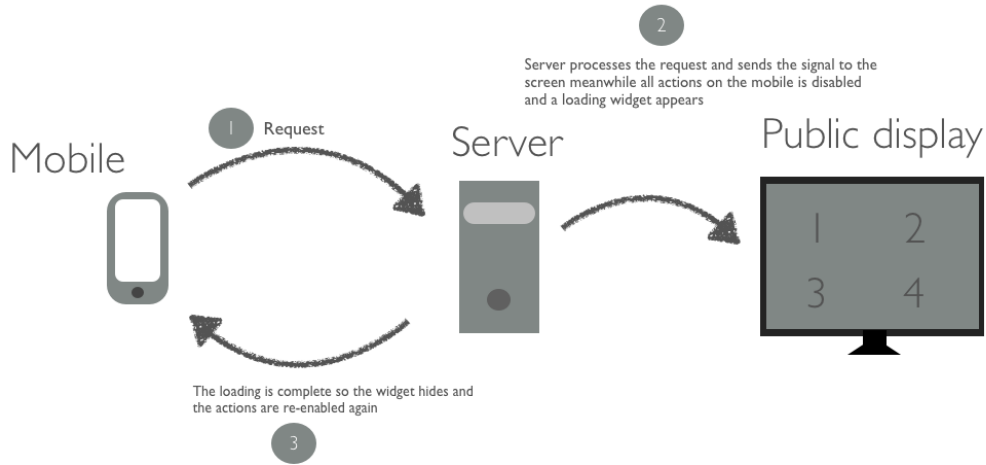 2
Server processes the request and sends the signal to the
screen meanwhile all actions on the mobile is disabled
and a loading widget appears
1 Request
Mobile
Server
Public display
1 2
3 4
The loading is complete so the widget hides and
the actions are re-enabled again
3